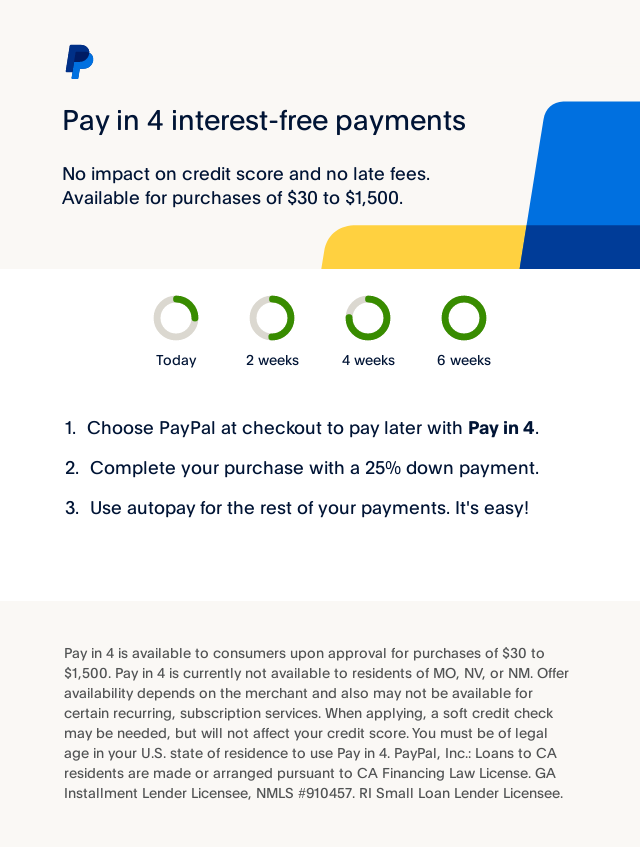 Pay in 4 interest-free payments
No impact on credit score and no late fees.
Available for purchases of $30 to $1,500.
Today
2 weeks
4 weeks
6 weeks
1. Choose PayPal at checkout to pay later with Pay in 4.
2. Complete your purchase with a 25% down payment.
3. Use autopay for the rest of your payments. It's easy!
Pay in 4 is available to consumers upon approval for purchases of $30 to
$1,500. Pay in 4 is currently not available to residents of MO, NV, or NM. Offer
availability depends on the merchant and also may not be available for
certain recurring, subscription services. When applying, a soft credit check
may be needed, but will not affect your credit score. You must be of legal
age in your U.S. state of residence to use Pay in 4. PayPal, Inc.: Loans to CA
residents are made or arranged pursuant to CA Financing Law License. GA
Installment Lender Licensee, NMLS #910457. RI Small Loan Lender Licensee.